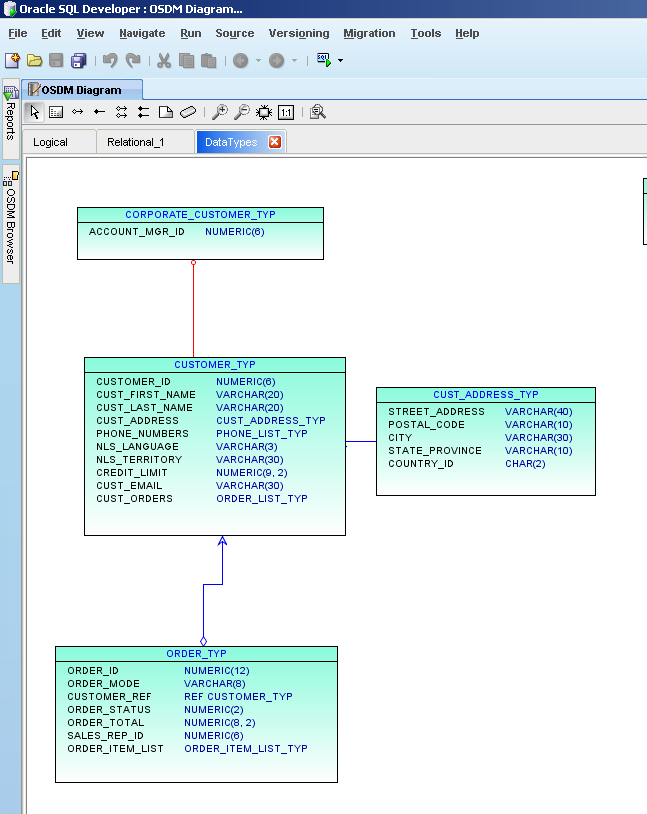 Oracle SQL Developer : OSDM Diagram...
File Edit View Navigate Run Source Versioning Migration Tools Help
SQL
OSDM Diagram
1:1
Reports
OSDM Browser
Logical Relational_1 DataTypes
CORPORATE_CUSTOMER_TYP
ACCOUNT_MGR_ID NUMERIC(6)
CUSTOMER_TYP
CUSTOMER_ID NUMERIC(6)
CUST_FIRST_NAME VARCHAR(20)
CUST_LAST_NAME VARCHAR(20)
CUST_ADDRESS CUST_ADDRESS_TYP
PHONE_NUMBERS PHONE_LIST_TYP
NLS_LANGUAGE VARCHAR(3)
NLS_TERRITORY VARCHAR(30)
CREDIT_LIMIT NUMERIC(9, 2)
CUST_EMAIL VARCHAR(30)
CUST_ORDERS ORDER_LIST_TYP
CUST_ADDRESS_TYP
STREET_ADDRESS VARCHAR(40)
POSTAL_CODE VARCHAR(10)
CITY VARCHAR(30)
STATE_PROVINCE VARCHAR(10)
COUNTRY_ID CHAR(2)
ORDER_TYP
ORDER_ID NUMERIC(12)
ORDER_MODE VARCHAR(8)
CUSTOMER_REF REF CUSTOMER_TYP
ORDER_STATUS NUMERIC(2)
ORDER_TOTAL NUMERIC(8, 2)
SALES_REP_ID NUMERIC(6)
ORDER_ITEM_LIST ORDER_ITEM_LIST_TYP